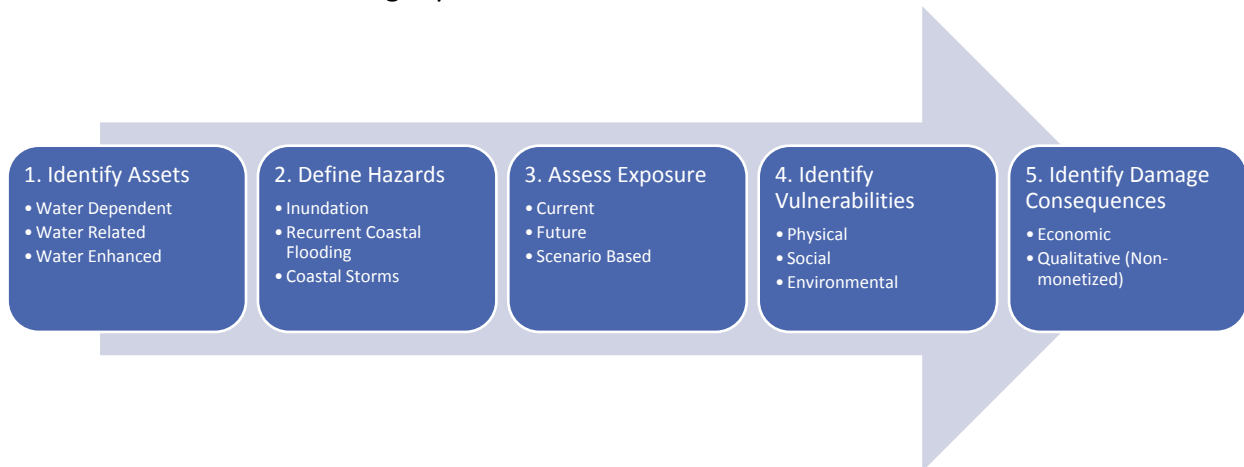 1. Identify Assets
• Water Dependent
• Water Related
• Water Enhanced
2. Define Hazards
• Inundation
• Recurrent Coastal
Flooding
• Coastal Storms
3. Assess Exposure
• Current
• Future
• Scenario Based
4. Identify
Vulnerabilities
• Physical
• Social
• Environmental
5. Identify Damage
Consequences
• Economic
• Qualitative (Non-
monetized)